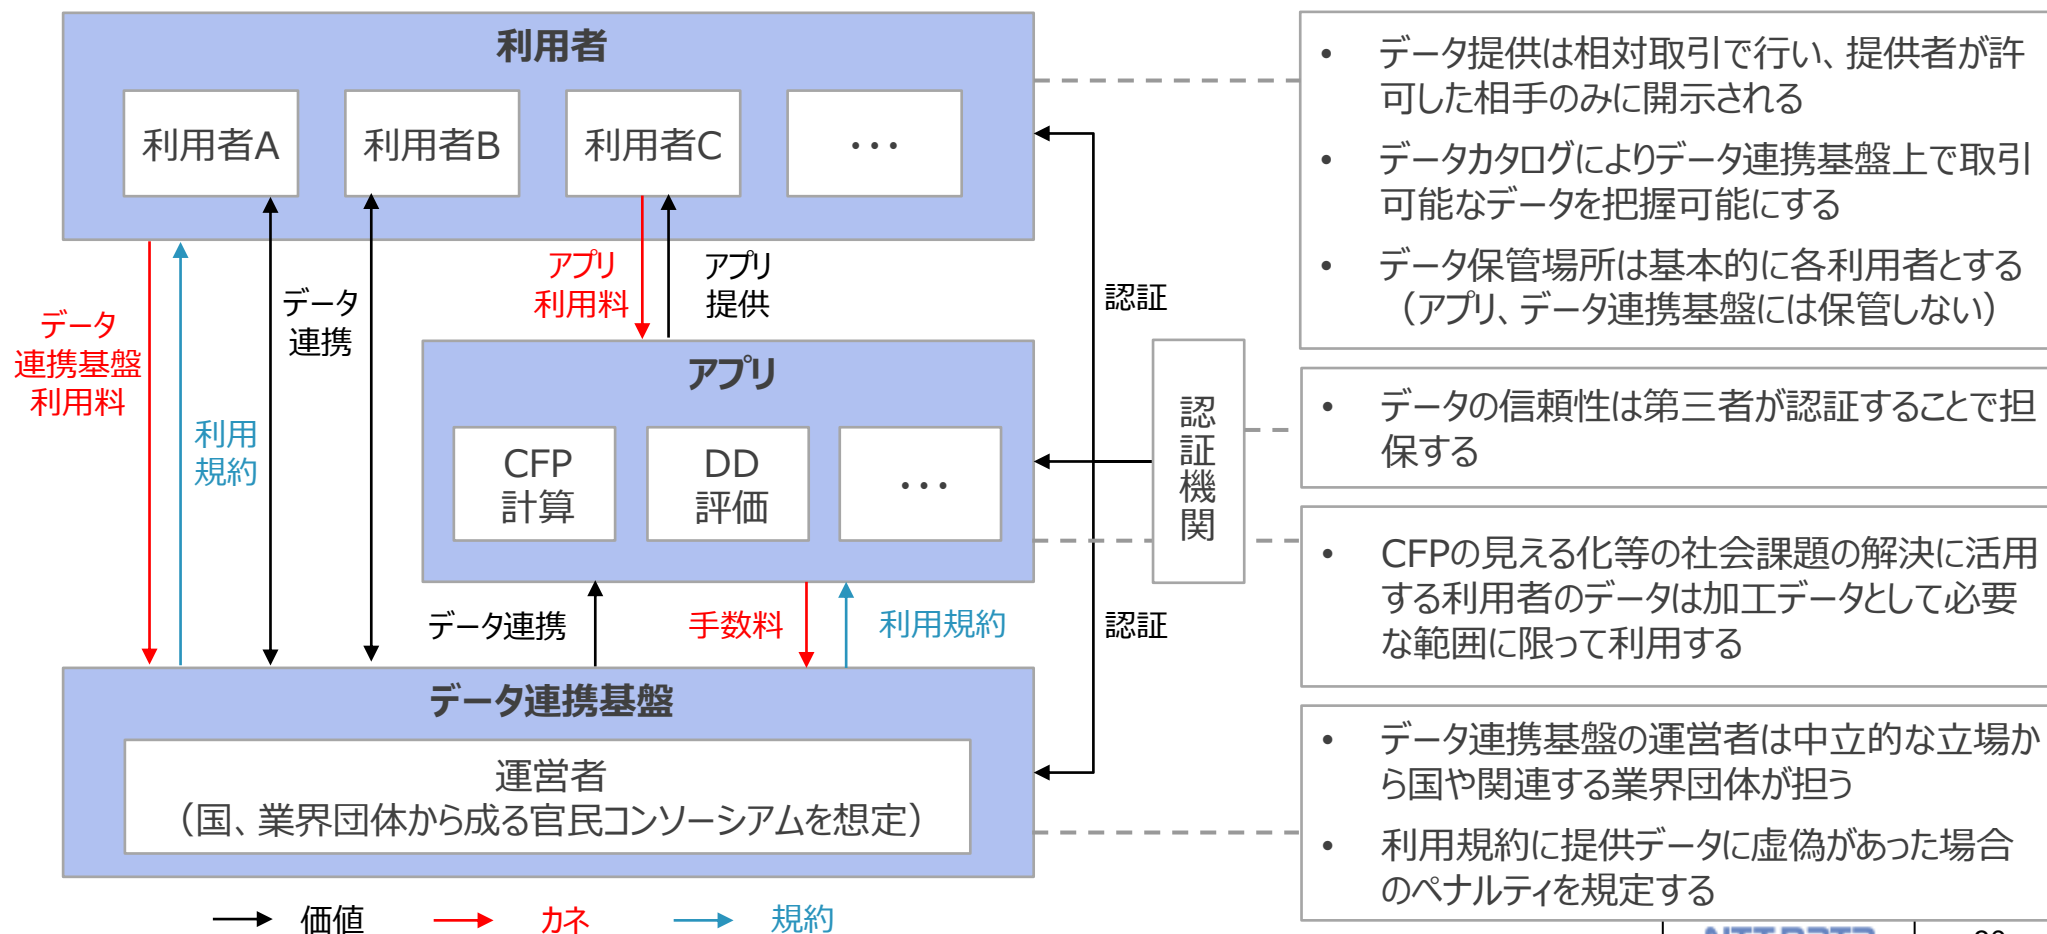 利用者
利用者A
利用者B
利用者C
・・・
データ
連携基盤
利用料
利用
規約
データ
連携
アプリ
利用料
アプリ
提供
認証
アプリ
CFP
計算
DD
評価
・・・
認証機関
データ連携
手数料
利用規約
認証
データ連携基盤
運営者
（国、業界団体から成る官民コンソーシアムを想定）
価値
カネ
規約
• データ提供は相対取引で行い、提供者が許
可した相手のみに開示される
• データカタログによりデータ連携基盤上で取引
可能なデータを把握可能にする
• データ保管場所は基本的に各利用者とする
（アプリ、データ連携基盤には保管しない）
• データの信頼性は第三者が認証することで担
保する
• CFPの見える化等の社会課題の解決に活用
する利用者のデータは加工データとして必要
な範囲に限って利用する
• データ連携基盤の運営者は中立的な立場か
ら国や関連する業界団体が担う
• 利用規約に提供データに虚偽があった場合
のペナルティを規定する
NTT DATA